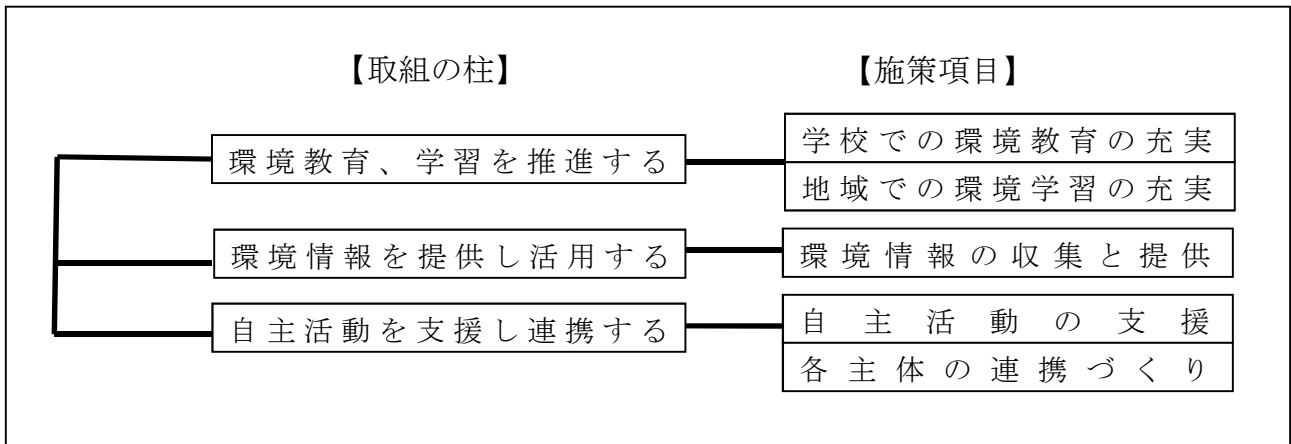 【取組の柱】 【施策項目】
環境教育、学習を推進する
学校での環境教育の充実
地域での環境学習の充実
環境情報を提供し活用する
環境情報の収集と提供
自主活動を支援し連携する
自主活動の支援
各主体の連携づくり